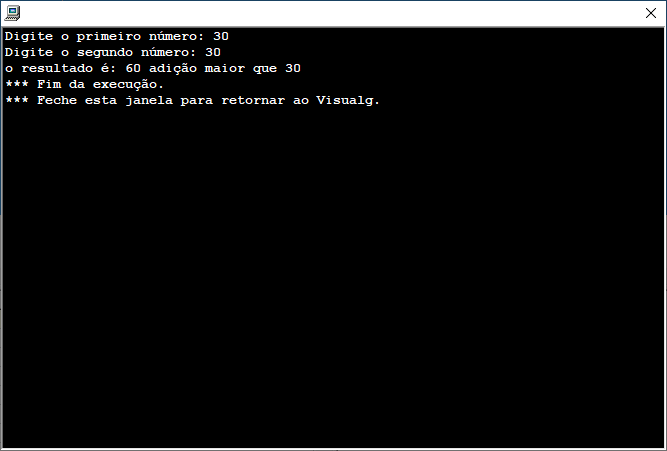 Digite o primeiro número: 30
Digite o segundo número: 30
o resultado é: 60 adição maior que 30
*** Fim da execução.
*** Feche esta janela para retornar ao Visualg.